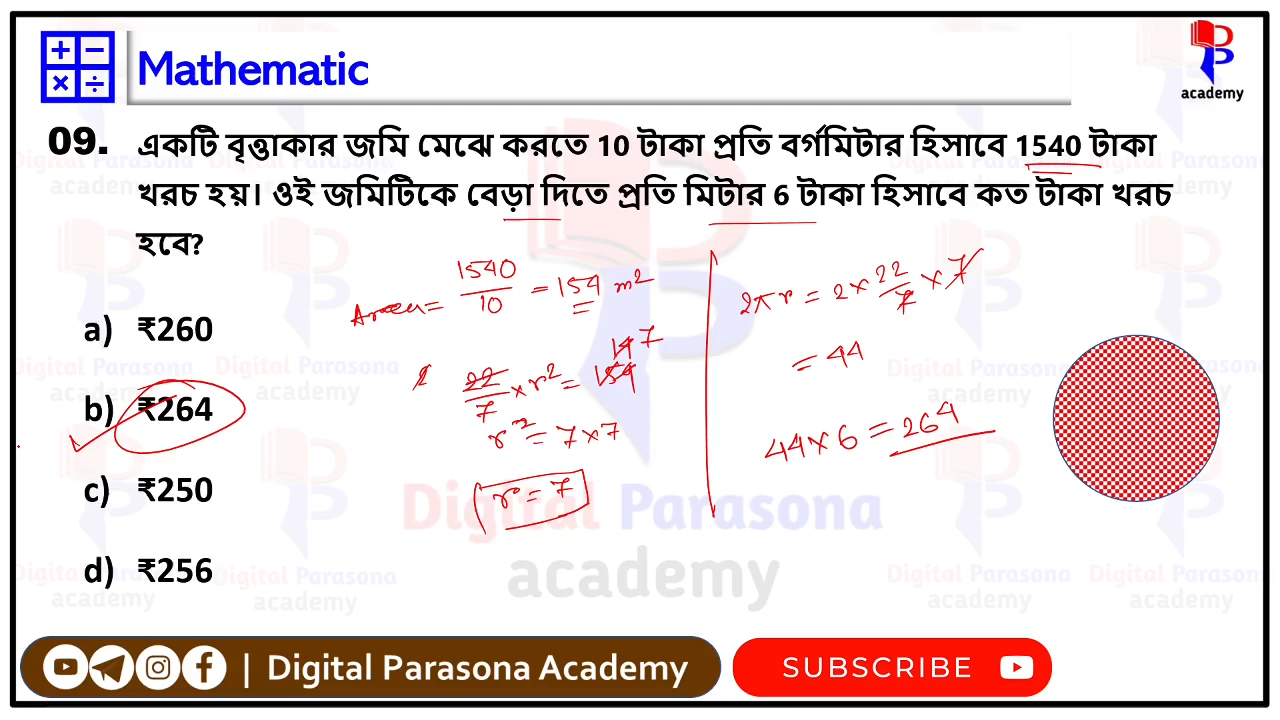 Mathematic
academy
09. একটি বৃত্তাকার জমি মেঝে করতে 10 টাকা প্রতি বর্গমিটার হিসাবে 1540 টাকা
খরচ হয়। ওই জমিটিকে বেড়া দিতে প্রতি মিটার 6 টাকা হিসাবে কত টাকা খরচ
হবে?
a) ₹260
b) ₹264
c) ₹250
d) ₹256
Area = 1540/10 = 154 m²
22/7 × r² = 154
14 7
r² = 7 × 7
r = 7
2πr = 2 × 22/7 × 7
= 44
44 × 6 = 264
Digital Parasona
academy
| Digital Parasona Academy
SUBSCRIBE